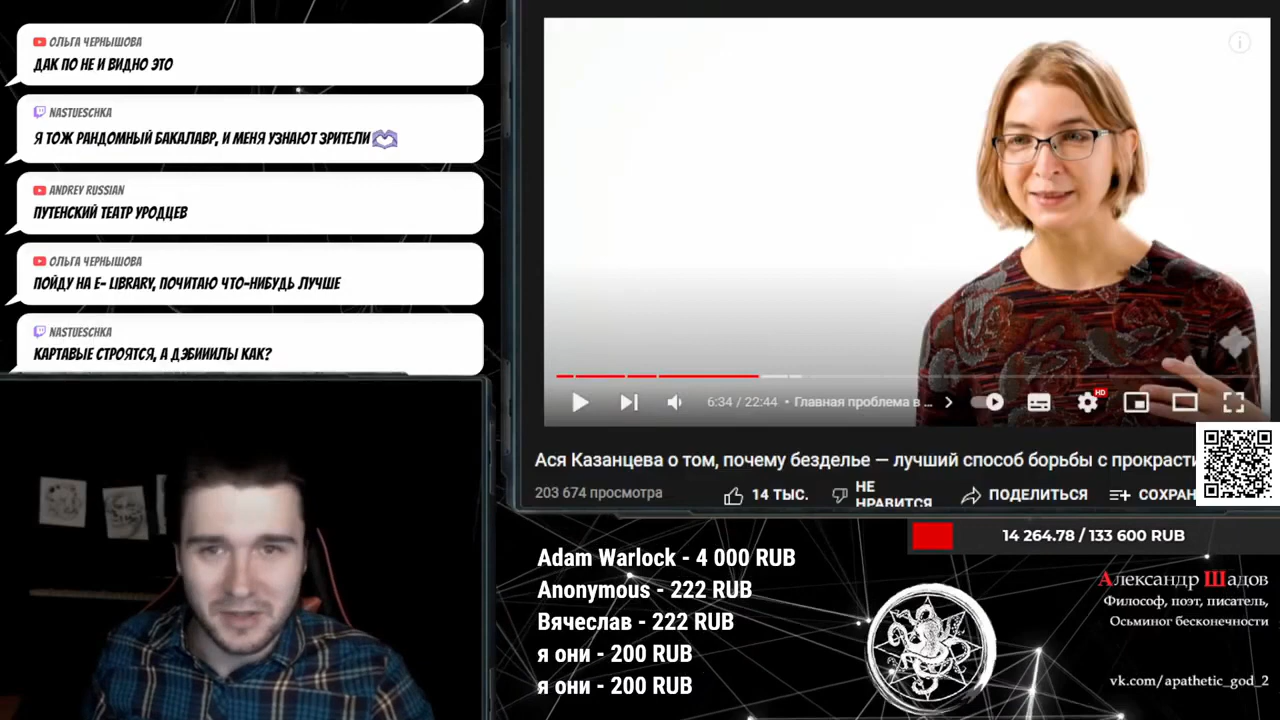 ОЛЬГА ЧЕРНЫШОВА
ДАК ПО НЕ И ВИДНО ЭТО
NASTUESCHKA
Я ТОЖ РАНДОМНЫЙ БАКАЛАВР, И МЕНЯ УЗНАЮТ ЗРИТЕЛИ
ANDREY RUSSIAN
ПУТЕНСКИЙ ТЕАТР УРОДЦЕВ
ОЛЬГА ЧЕРНЫШОВА
ПОЙДУ НА E- LIBRARY, ПОЧИТАЮ ЧТО-НИБУДЬ ЛУЧШЕ
NASTUESCHKA
КАРТАВЫЕ СТРОЯТСЯ, А ДЭБИИИЛЫ КАК?
6:34 / 22:44 • Главная проблема в ...
HD
Ася Казанцева о том, почему безделье — лучший способ борьбы с прокрасти
203 674 просмотра
14 ТЫС.
НЕ НРАВИТСЯ
ПОДЕЛИТЬСЯ
СОХРАН
14 264.78 / 133 600 RUB
Adam Warlock - 4 000 RUB
Anonymous - 222 RUB
Вячеслав - 222 RUB
я они - 200 RUB
я они - 200 RUB
Александр Шадов
Философ, поэт, писатель,
Осьминог бесконечности
vk.com/apathetic_god_2